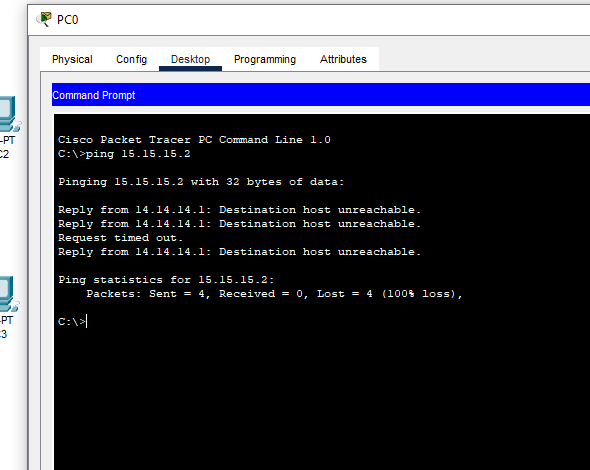 PC0
Physical Config Desktop Programming Attributes
Command Prompt
Cisco Packet Tracer PC Command Line 1.0
C:\>ping 15.15.15.2
Pinging 15.15.15.2 with 32 bytes of data:
Reply from 14.14.14.1: Destination host unreachable.
Reply from 14.14.14.1: Destination host unreachable.
Request timed out.
Reply from 14.14.14.1: Destination host unreachable.
Ping statistics for 15.15.15.2:
Packets: Sent = 4, Received = 0, Lost = 4 (100% loss),
C:\>
-PT
C2
-PT
3